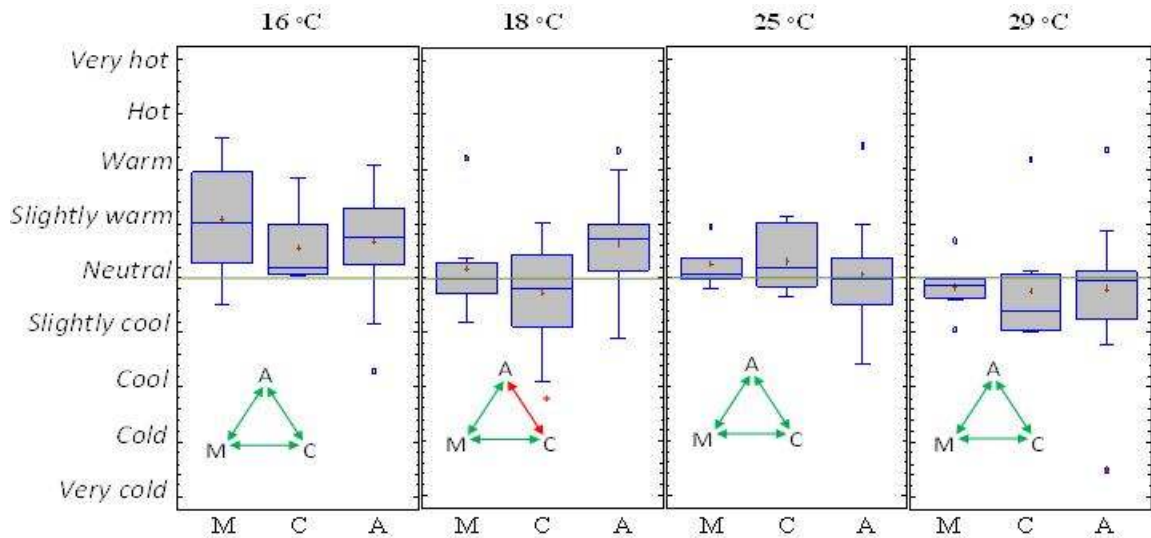 16 °C 18 °C 25 °C 29 °C
Very hot
Hot
Warm
Slightly warm
Neutral
Slightly cool
Cool
Cold
Very cold
A A A A
M C M C M C M C
M C A M C A M C A M C A